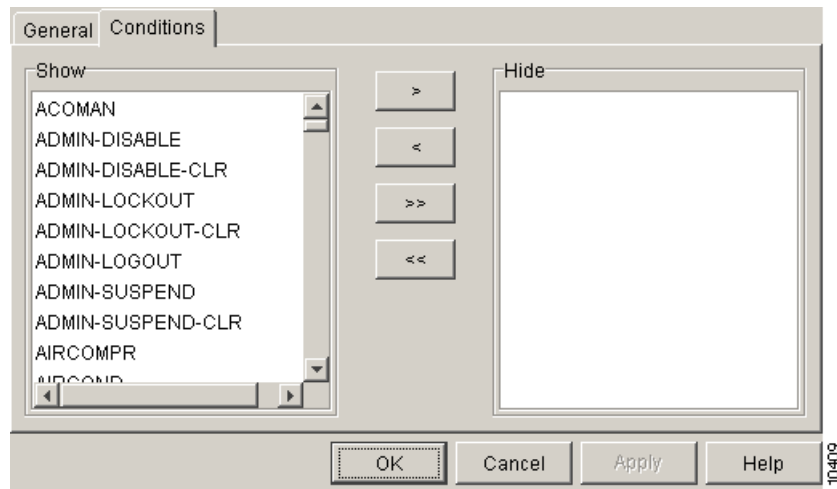 General Conditions
Show
Hide
ACOMAN
ADMIN-DISABLE
ADMIN-DISABLE-CLR
ADMIN-LOCKOUT
ADMIN-LOCKOUT-CLR
ADMIN-LOGOUT
ADMIN-SUSPEND
ADMIN-SUSPEND-CLR
AIRCOMPR
AIRCOND
>
<
>>
<<
OK Cancel Apply Help
10409